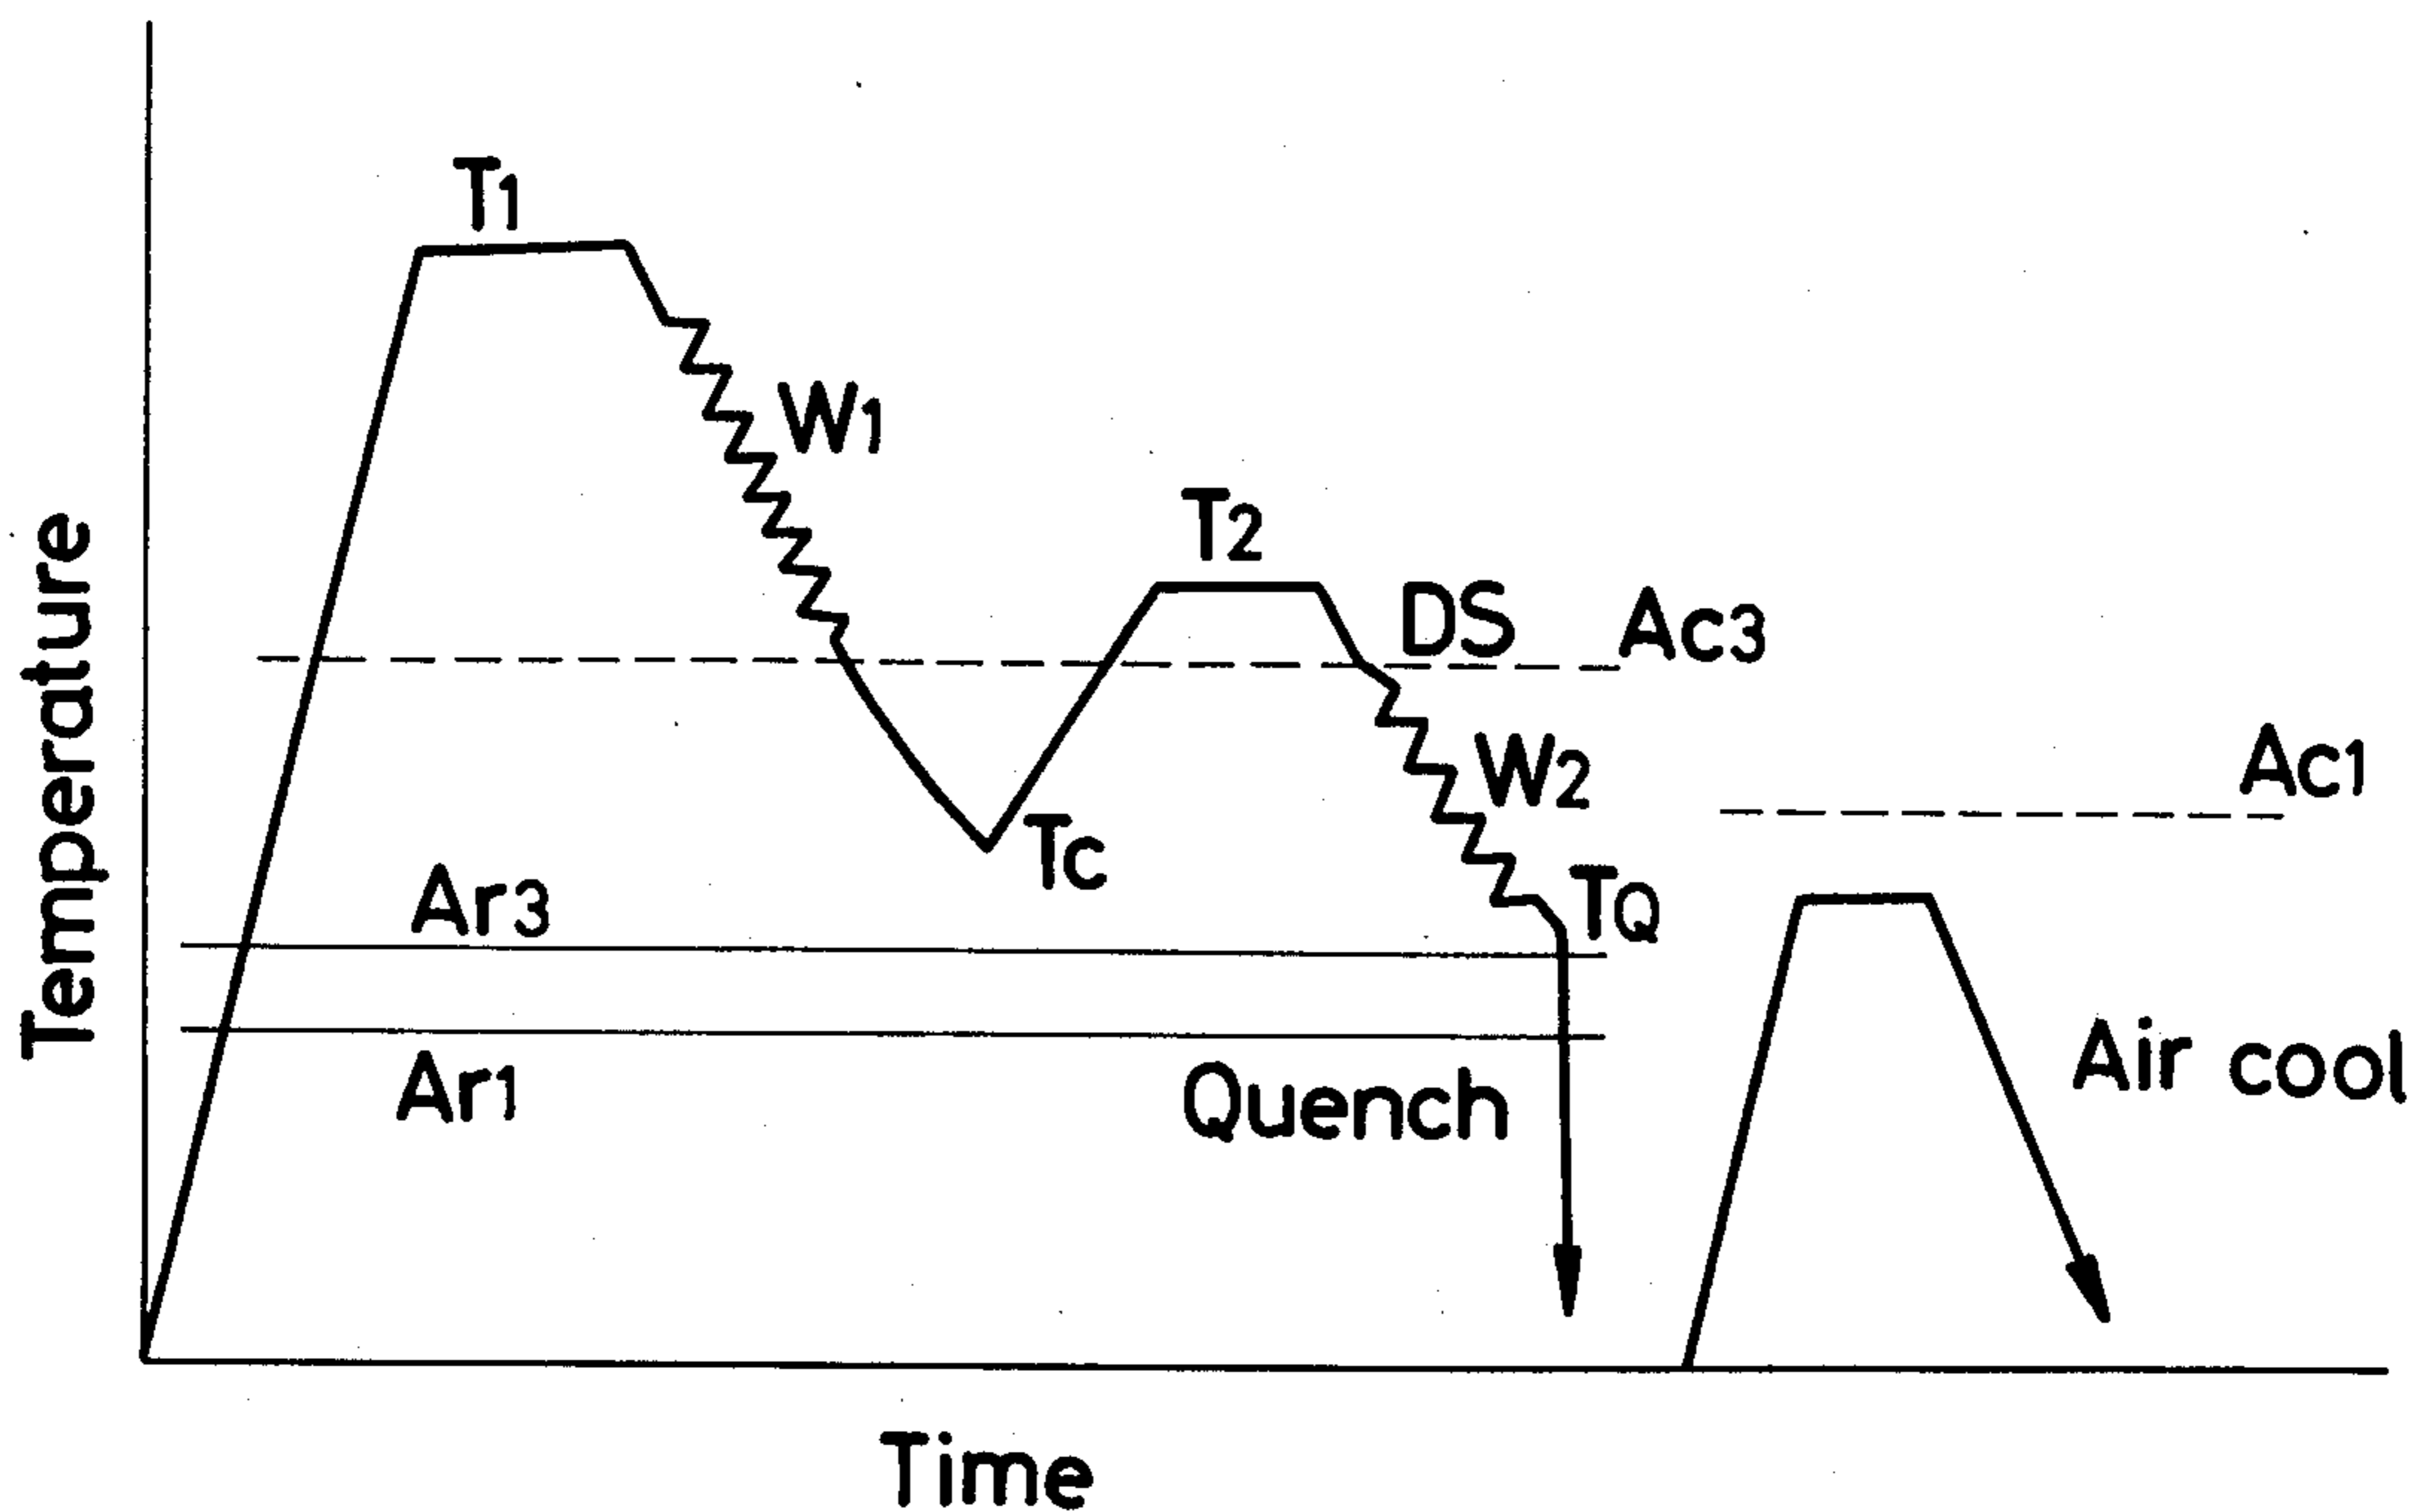 T1
W1
T2
DS
Ac3
W2
Ac1
Tc
TQ
Ar3
Ar1
Quench
Air cool
Temperature
Time